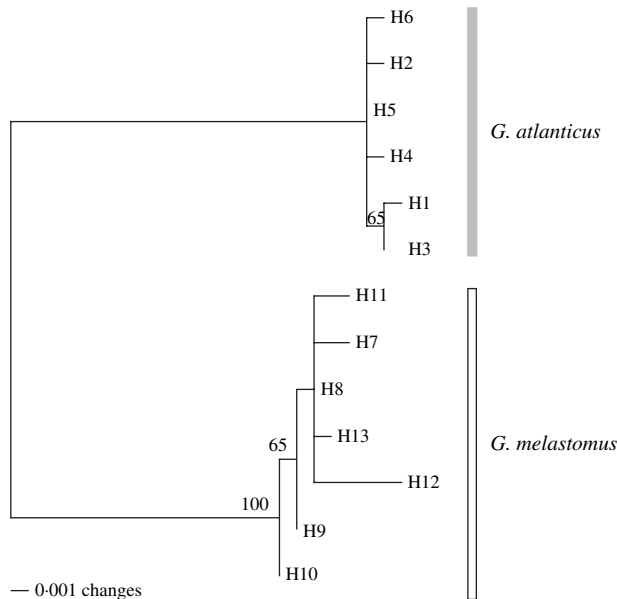 H6
H2
H5
G. atlanticus
H4
H1
65
H3
H11
H7
H8
H13
65
G. melastomus
H12
100
H9
H10
0·001 changes